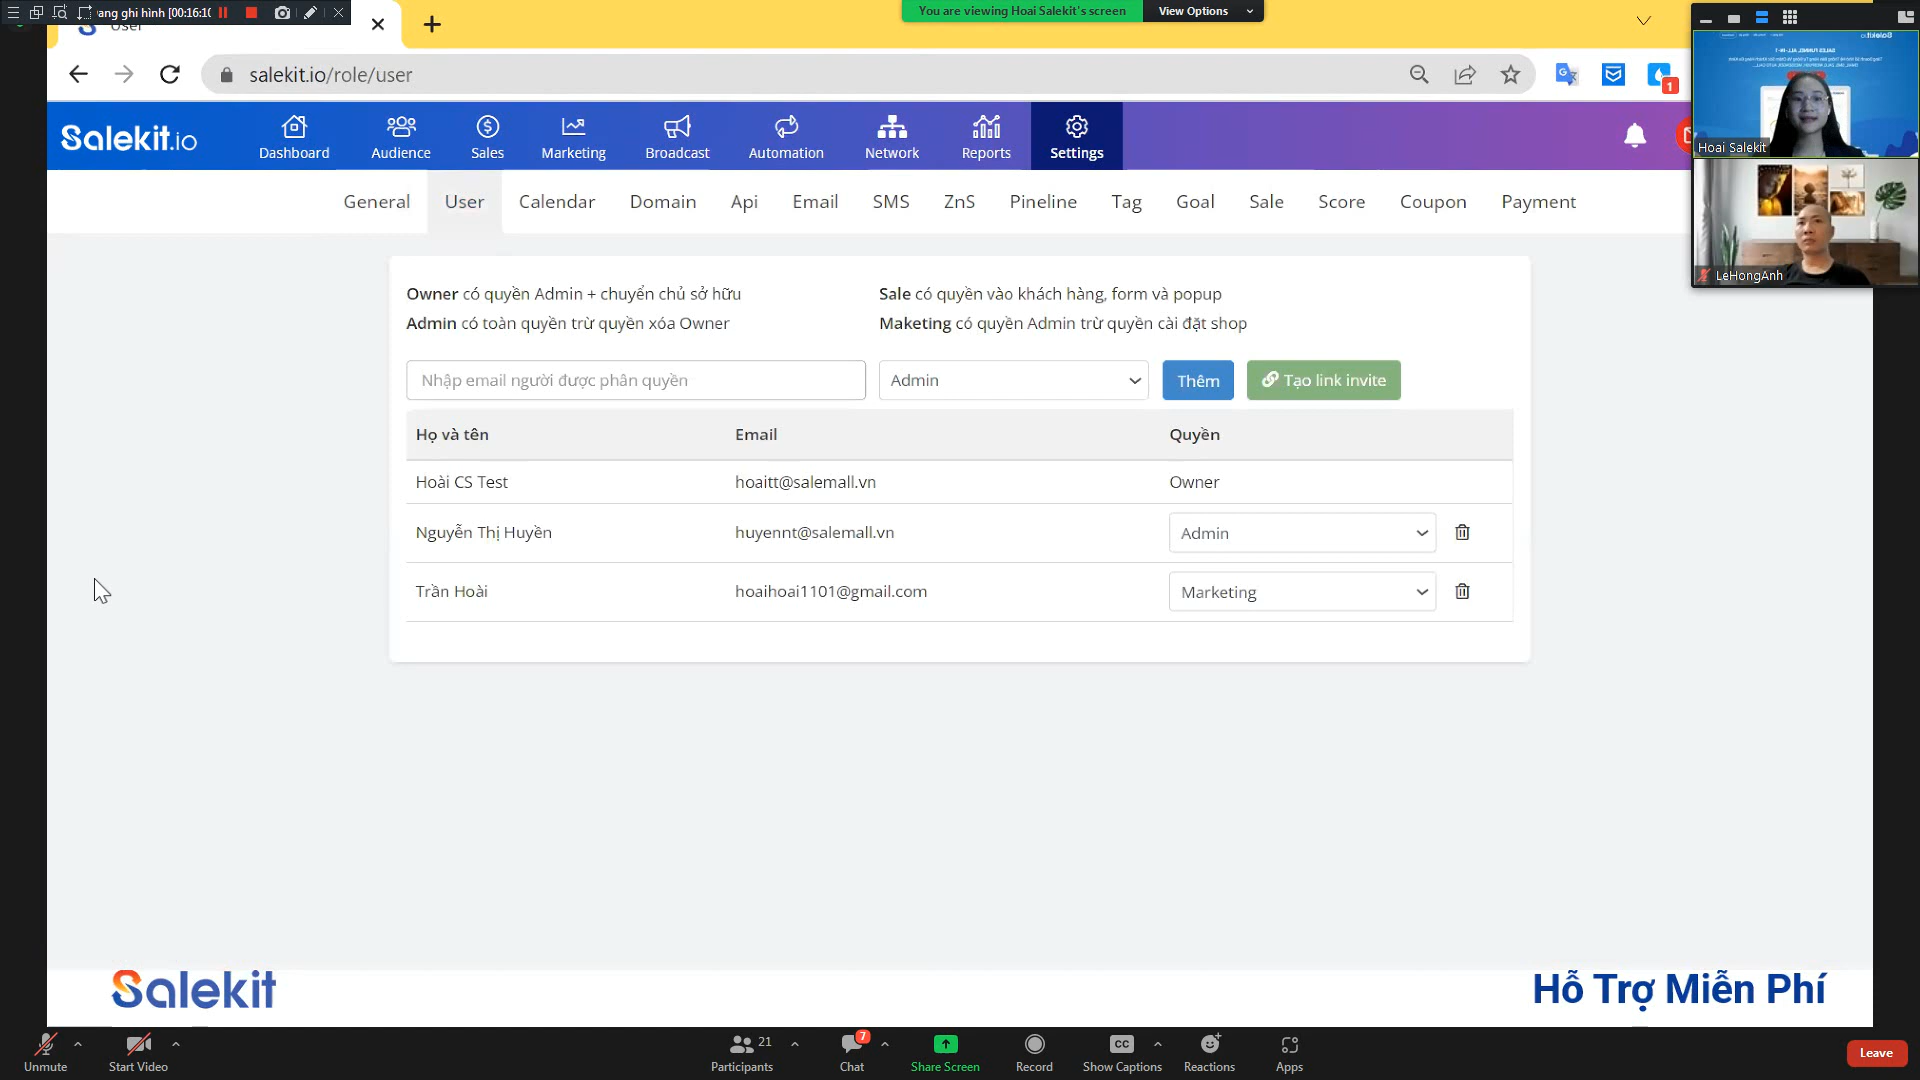 [00:16:10
You are viewing Hoai Salekit's screen
View Options
User
salekit.io/role/user
1
Salekit.io
Dashboard
Audience
Sales
Marketing
Broadcast
Automation
Network
Reports
Settings
General
User
Calendar
Domain
Api
Email
SMS
ZnS
Pineline
Tag
Goal
Sale
Score
Coupon
Payment
Hoai Salekit
LeHongAnh
Owner có quyền Admin + chuyển chủ sở hữu
Sale có quyền vào khách hàng, form và popup
Admin có toàn quyền trừ quyền xóa Owner
Maketing có quyền Admin trừ quyền cài đặt shop
Nhập email người được phân quyền
Admin
Thêm
Tạo link invite
Họ và tên
Email
Quyền
Hoài CS Test
hoaitt@salemall.vn
Owner
Nguyễn Thị Huyền
huyennt@salemall.vn
Admin
Trần Hoài
hoaihoai1101@gmail.com
Marketing
Salekit
Hỗ Trợ Miễn Phí
Unmute
Start Video
21
Participants
7
Chat
Share Screen
Record
CC
Show Captions
Reactions
Apps
Leave